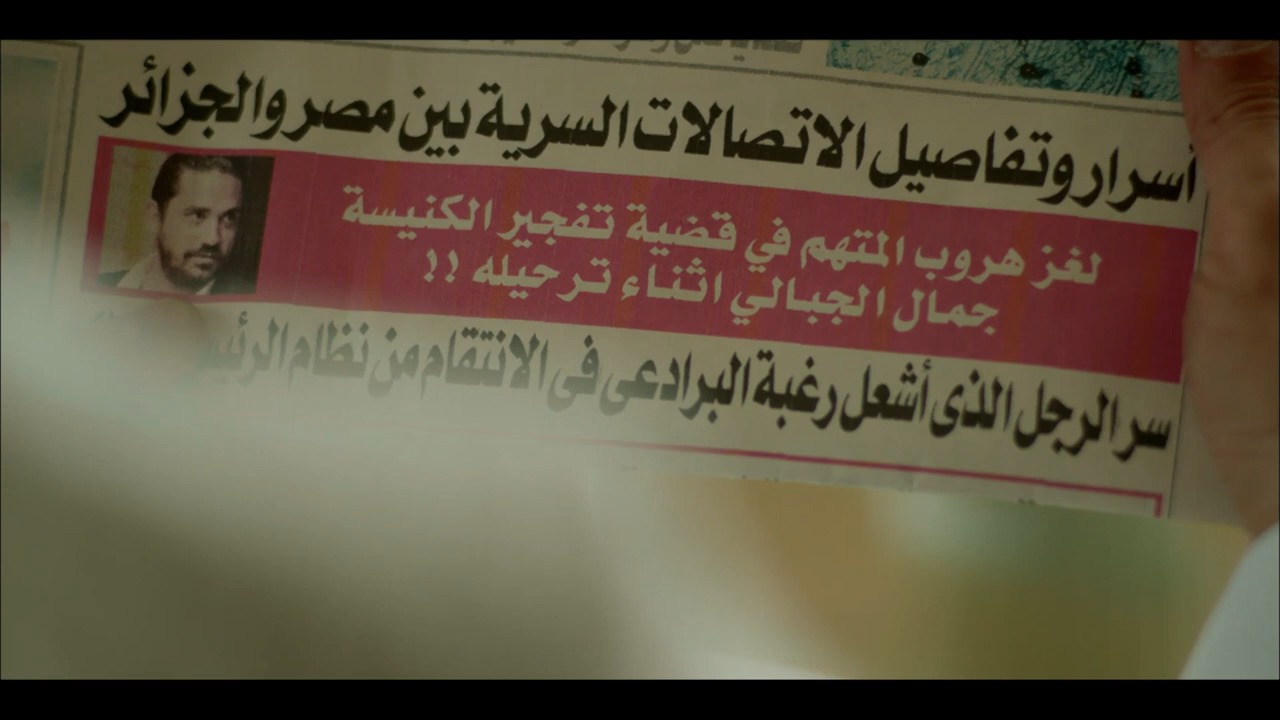 أسرار وتفاصيل الاتصالات السرية بين مصر والجزائر
لغز هروب المتهم في قضية تفجير الكنيسة
جمال الجبالي اثناء ترحيله !!
سر الرجل الذى أشعل رغبة البرادعى فى الانتقام من نظام